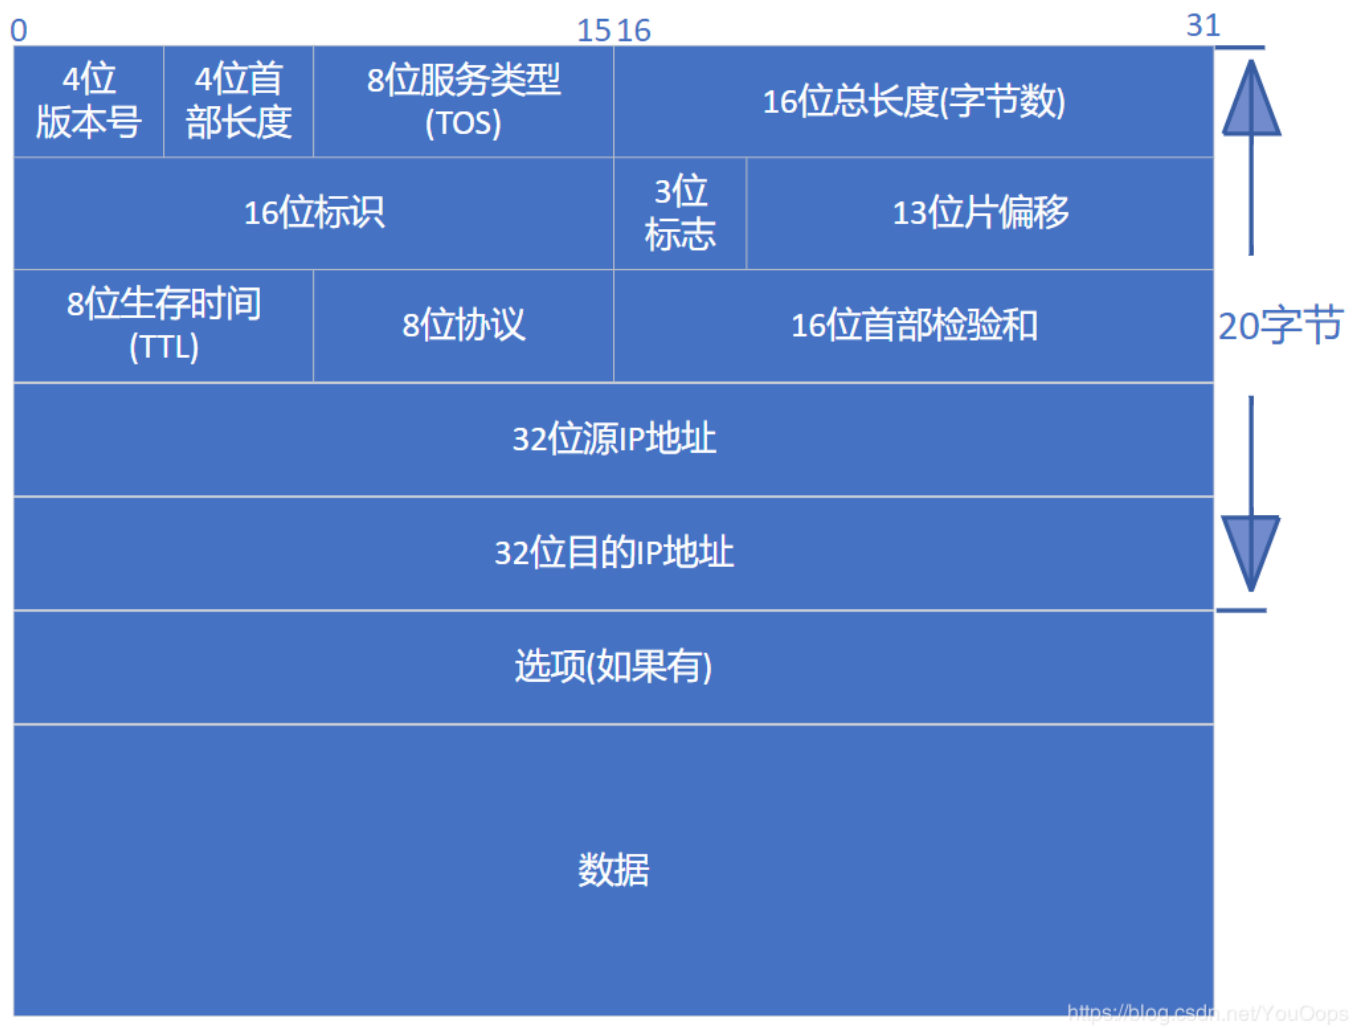 0
15
16
31
4位
版本号
4位首
部长度
8位服务类型
(TOS)
16位总长度(字节数)
16位标识
3位
标志
13位片偏移
8位生存时间
(TTL)
8位协议
16位首部检验和
20字节
32位源IP地址
32位目的IP地址
选项(如果有)
数据
https://blog.csdn.net/YouOops